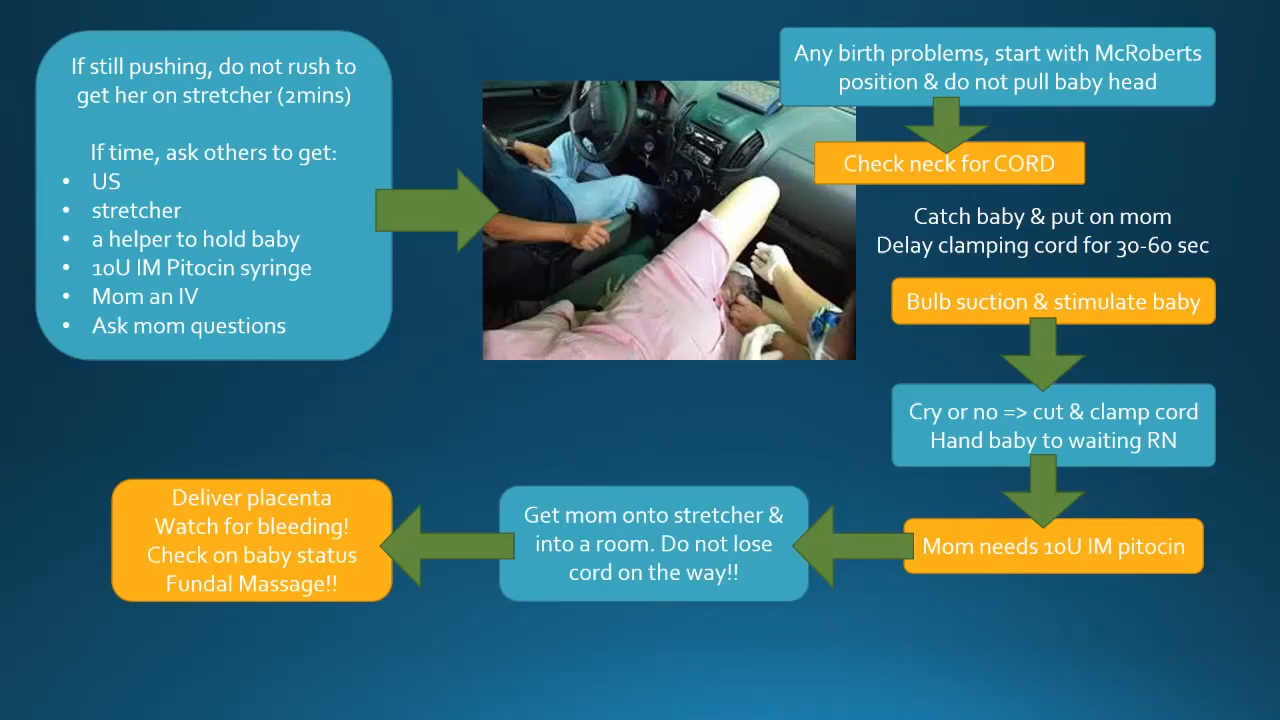 If still pushing, do not rush to
get her on stretcher (2mins)
If time, ask others to get:
• US
• stretcher
• a helper to hold baby
• 10U IM Pitocin syringe
• Mom an IV
• Ask mom questions
Any birth problems, start with McRoberts
position & do not pull baby head
Check neck for CORD
Catch baby & put on mom
Delay clamping cord for 30-60 sec
Bulb suction & stimulate baby
Cry or no => cut & clamp cord
Hand baby to waiting RN
Mom needs 10U IM pitocin
Get mom onto stretcher &
into a room. Do not lose
cord on the way!!
Deliver placenta
Watch for bleeding!
Check on baby status
Fundal Massage!!